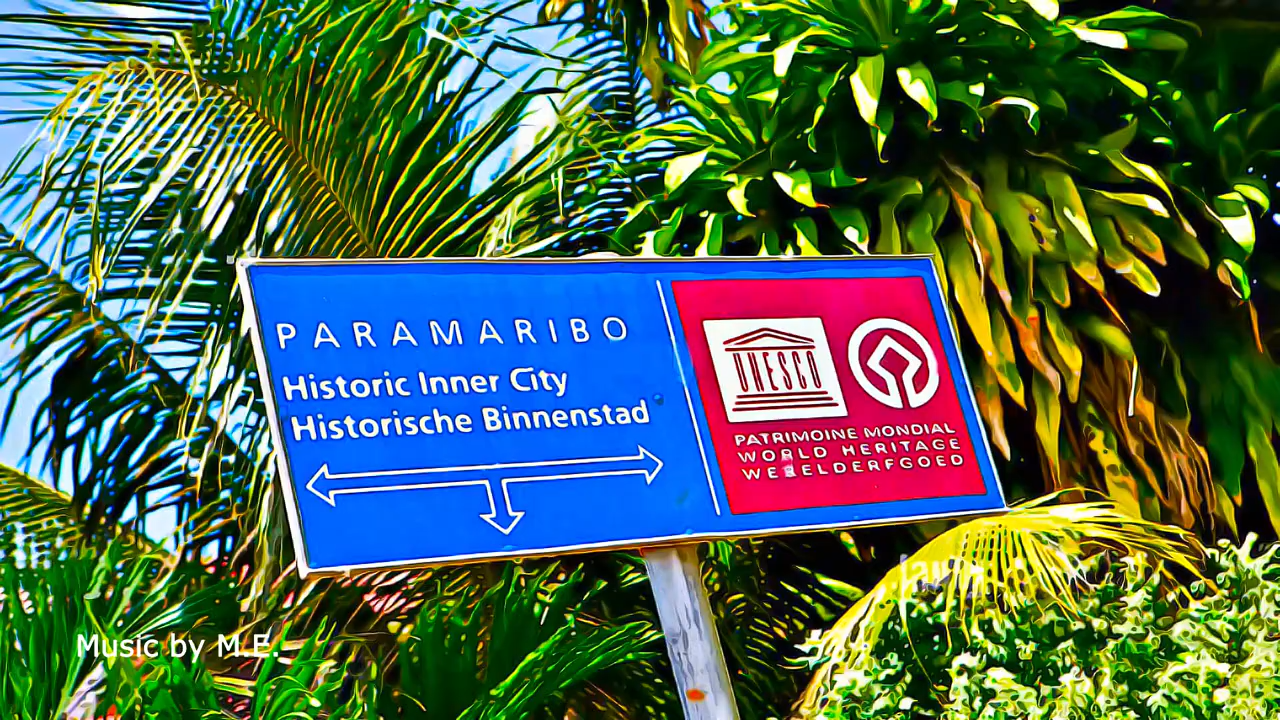 PARAMARIBO
Historic Inner City
Historische Binnenstad
UNESCO
PATRIMOINE MONDIAL
WORLD HERITAGE
WERELDERFGOED
Music by M.E.